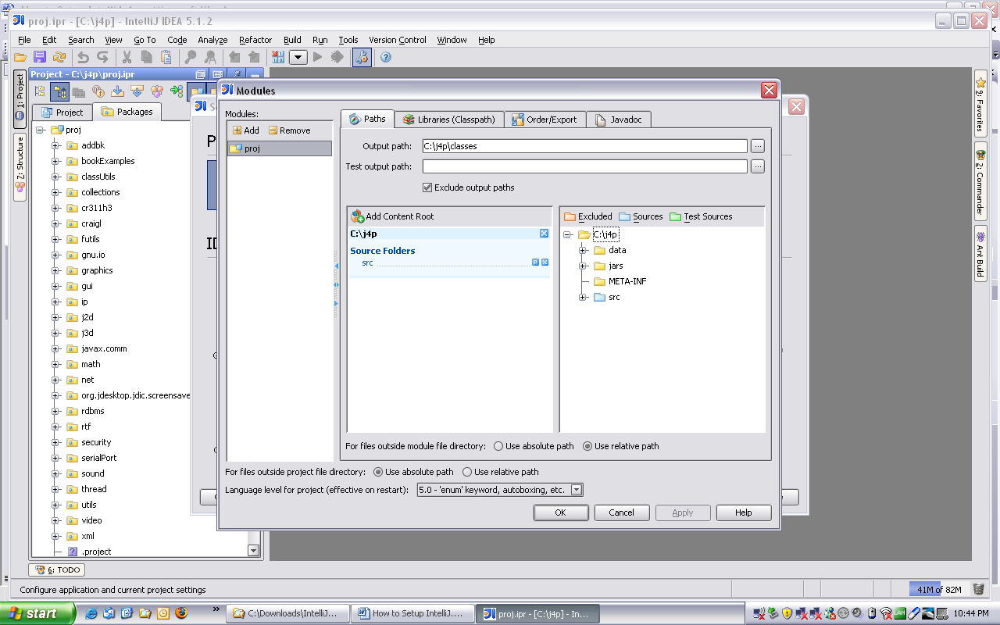 proj.ipr - [C:\j4p] - IntelliJ IDEA 5.1.2
File Edit Search View Go To Code Analyze Refactor Build Run Tools Version Control Window Help
Project - C:\j4p\proj.ipr
1: Project
Z: Structure
Project Packages
proj
addbk
bookExamples
classUtils
collections
cr311h3
craigl
futils
gnu.io
graphics
gui
ip
j2d
j3d
javax.comm
math
net
org.jdesktop.jdic.screensave
rdbms
rtf
security
serialPort
sound
thread
utils
video
xml
.project
Modules
Modules:
Add Remove
proj
Paths Libraries (Classpath) Order/Export Javadoc
Output path: C:\j4p\classes ...
Test output path: ...
Exclude output paths
Add Content Root
C:\j4p
Source Folders
src P
Excluded Sources Test Sources
C:\j4p
data
jars
META-INF
src
For files outside module file directory: Use absolute path Use relative path
For files outside project file directory: Use absolute path Use relative path
Language level for project (effective on restart): 5.0 - 'enum' keyword, autoboxing, etc.
OK Cancel Apply Help
9: Favorites
2: Commander
Ant Build
6: TODO
Configure application and current project settings
41M of 82M
start
C:\Downloads\IntelliJ...
How to Setup IntelliJ....
proj.ipr - [C:\j4p] - In...
10:44 PM